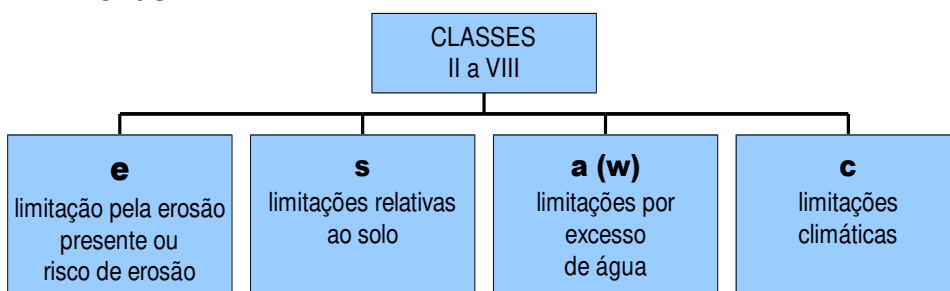 CLASSES
II a VIII
e
limitação pela erosão
presente ou
risco de erosão
s
limitações relativas
ao solo
a (w)
limitações por
excesso
de água
c
limitações
climáticas